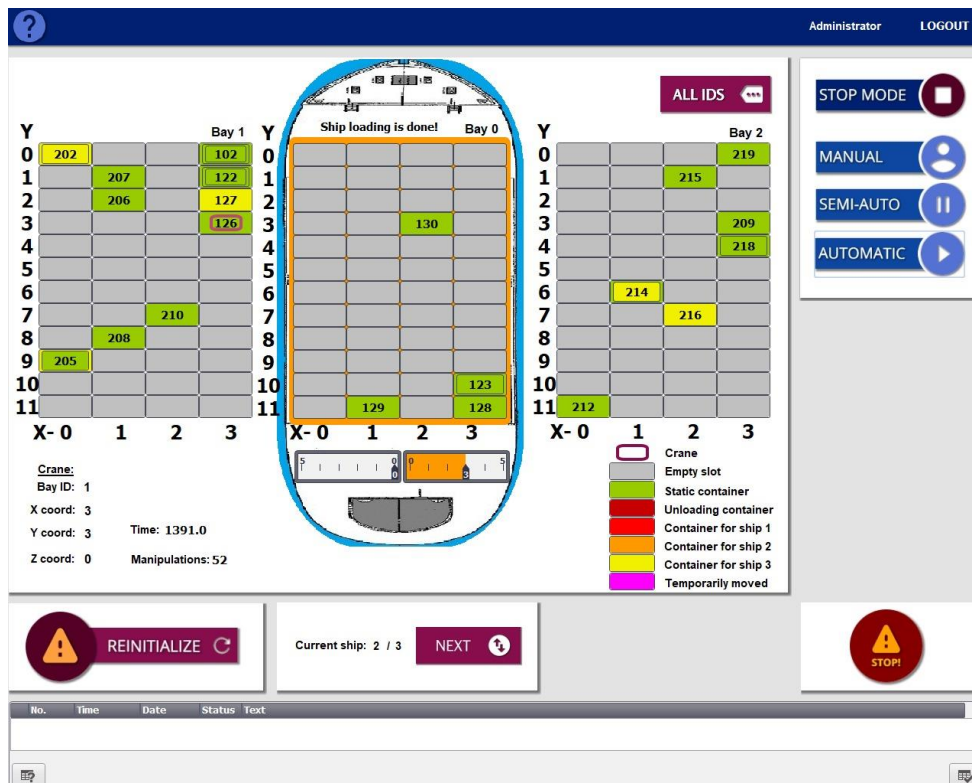 ?
Administrator LOGOUT
ALL IDS
STOP MODE
MANUAL
SEMI-AUTO
AUTOMATIC
Ship loading is done!
Y Bay 1 Y Bay 0 Y Bay 2
0 202 102 0 0 219
1 207 122 1 1 215
2 206 127 2 2
3 126 3 130 3 209
4 4 4 218
5 5 5
6 6 6 214
7 210 7 7 216
8 208 8 8
9 205 9 9
10 10 123 10
11 11 129 128 11 212
X- 0 1 2 3 X- 0 1 2 3 X- 0 1 2 3
5 0 0 5
0 3
Crane:
Bay ID: 1
X coord: 3
Y coord: 3
Z coord: 0
Time: 1391.0
Manipulations: 52
Crane
Empty slot
Static container
Unloading container
Container for ship 1
Container for ship 2
Container for ship 3
Temporarily moved
REINITIALIZE
Current ship: 2 / 3
NEXT
STOP!
No. Time Date Status Text